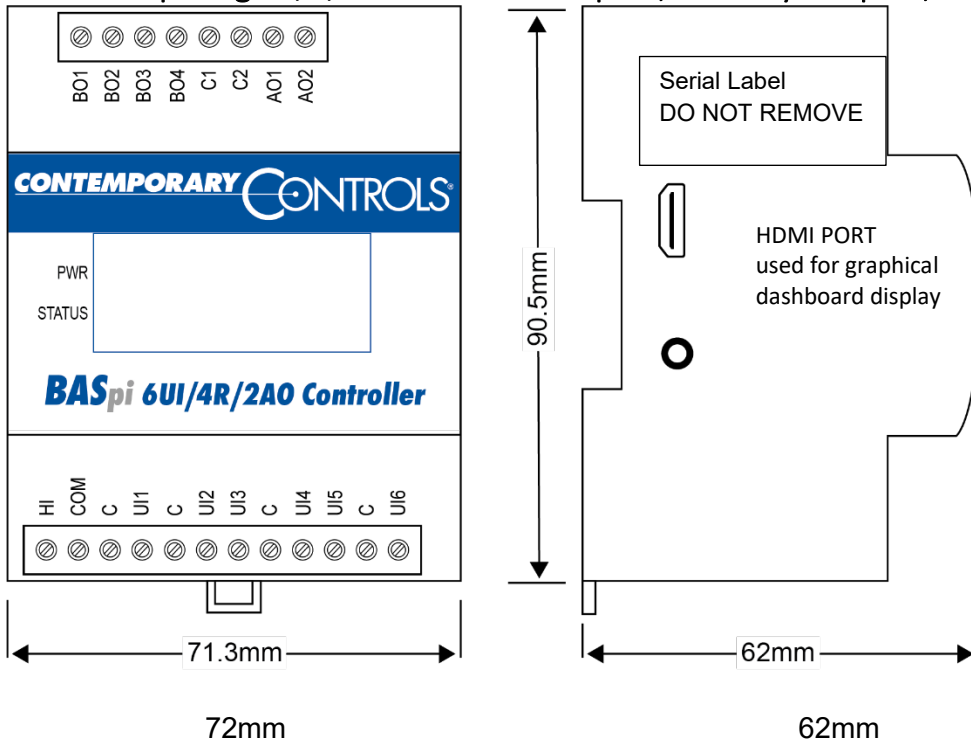 BO1
BO2
BO3
BO4
C1
C2
AO1
AO2
CONTEMPORARY CONTROLS®
PWR
STATUS
BASpi 6UI/4R/2AO Controller
HI
COM
C
UI1
C
UI2
UI3
C
UI4
UI5
C
UI6
71.3mm
72mm
90.5mm
Serial Label
DO NOT REMOVE
HDMI PORT
used for graphical
dashboard display
62mm
62mm